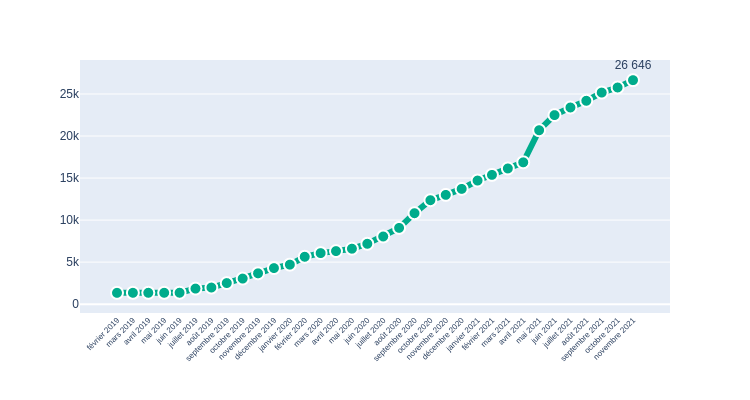 26 646
25k
20k
15k
10k
5k
0
février 2019
mars 2019
avril 2019
mai 2019
juin 2019
juillet 2019
août 2019
septembre 2019
octobre 2019
novembre 2019
décembre 2019
janvier 2020
février 2020
mars 2020
avril 2020
mai 2020
juin 2020
juillet 2020
août 2020
septembre 2020
octobre 2020
novembre 2020
décembre 2020
janvier 2021
février 2021
mars 2021
avril 2021
mai 2021
juin 2021
juillet 2021
août 2021
septembre 2021
octobre 2021
novembre 2021